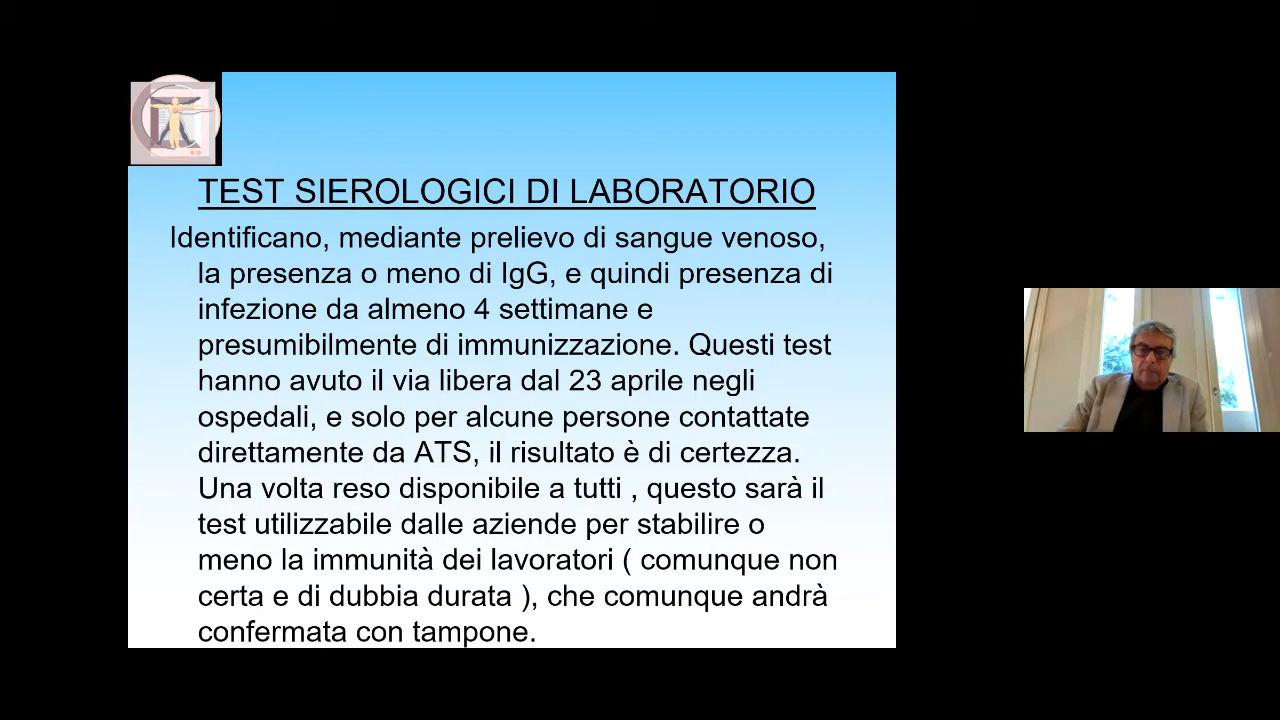 TEST SIEROLOGICI DI LABORATORIO
Identificano, mediante prelievo di sangue venoso,
la presenza o meno di IgG, e quindi presenza di
infezione da almeno 4 settimane e
presumibilmente di immunizzazione. Questi test
hanno avuto il via libera dal 23 aprile negli
ospedali, e solo per alcune persone contattate
direttamente da ATS, il risultato è di certezza.
Una volta reso disponibile a tutti , questo sarà il
test utilizzabile dalle aziende per stabilire o
meno la immunità dei lavoratori ( comunque non
certa e di dubbia durata ), che comunque andrà
confermata con tampone.